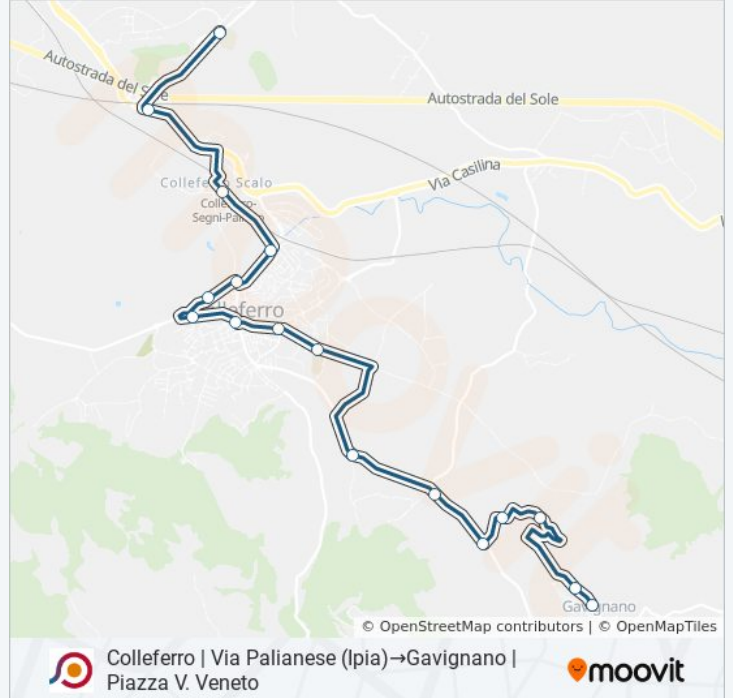 Autostrada del Sole
Autostrada del Sole
Via Casilina
Colleferro Scalo
Colleferro-
Segni-Paliano
Colleferro
Gavignano
© OpenStreetMap contributors | © OpenMapTiles
Colleferro | Via Palianese (Ipia)→Gavignano |
Piazza V. Veneto
moovit